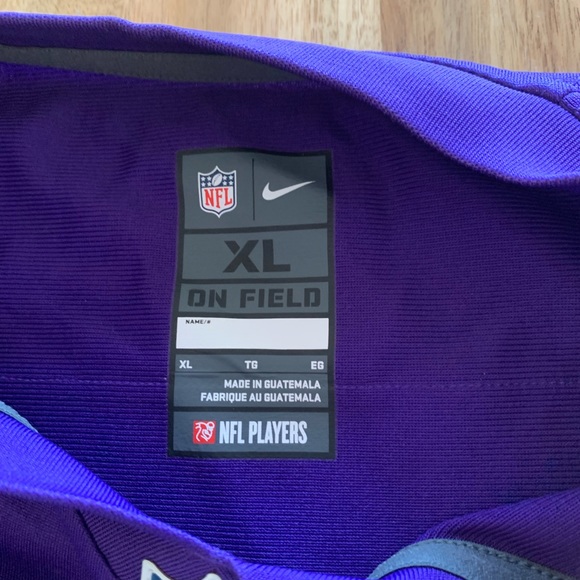 NFL
XL
ON FIELD
NAME/#
XL TG EG
MADE IN GUATEMALA
FABRIQUE AU GUATEMALA
NFL PLAYERS